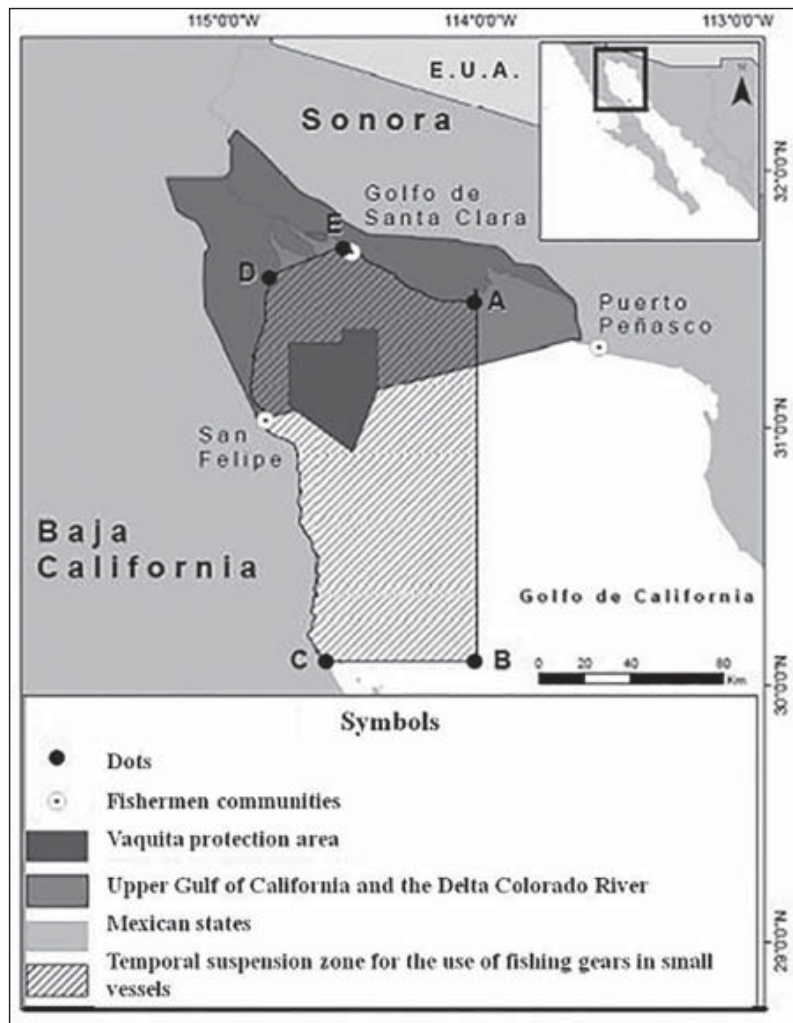 115°0'0"W
114°0'0"W
113°0'0"W
E.U.A.
N
Sonora
32°0'0"N
Golfo de
Santa Clara
E
D
A
Puerto
Peñasco
31°0'0"N
San
Felipe
Baja
California
Golfo de California
C
B
0 20 40 80
Km
30°0'0"N
Symbols
Dots
Fishermen communities
Vaquita protection area
Upper Gulf of California and the Delta Colorado River
Mexican states
Temporal suspension zone for the use of fishing gears in small
vessels
29°0'0"N